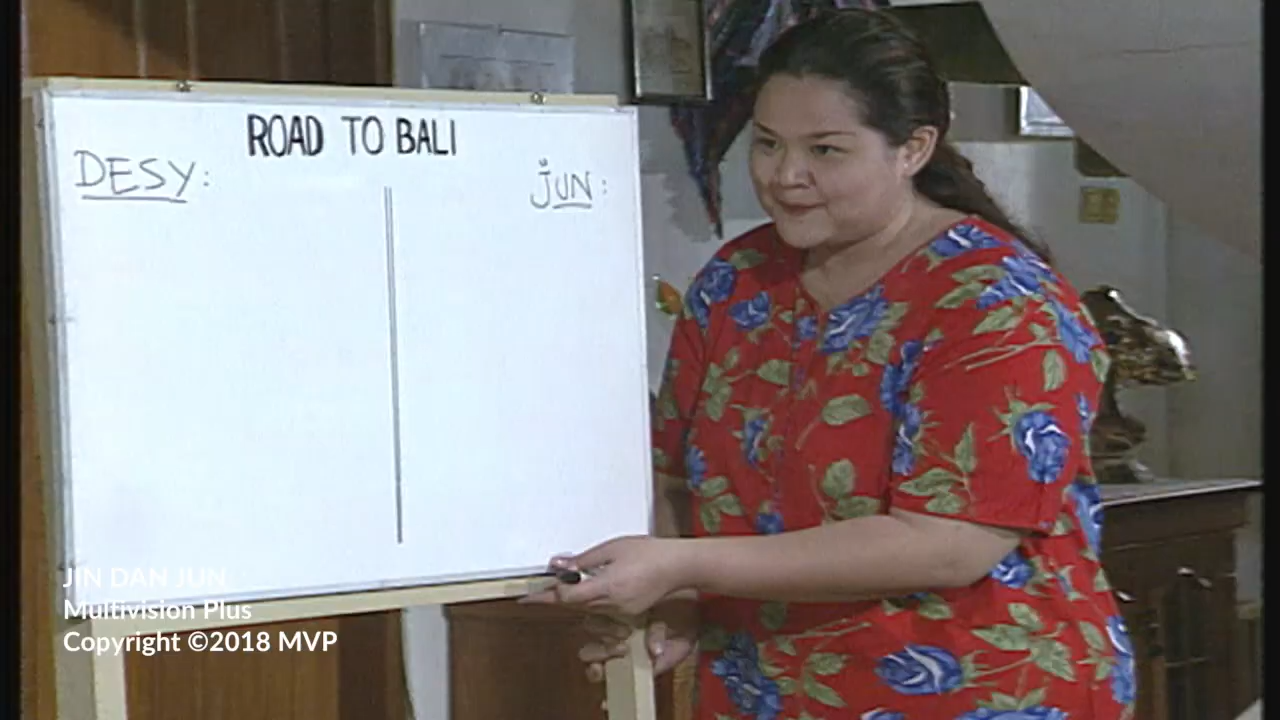 ROAD TO BALI
DESY:
jUN:
JIN DAN JUN
Multivision Plus
Copyright ©2018 MVP